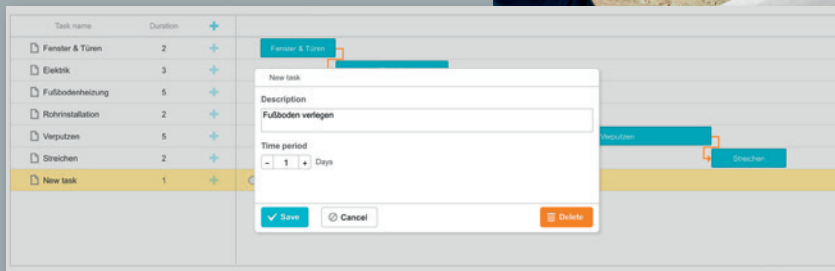 Task name Duration
Fenster & Türen 2 Fenster & Türen
Elektrik 3
Fußbodenheizung 5
Rohrinstallation 2
Verputzen 5 Verputzen
Streichen 2 Streichen
New task 1
New task
Description
Fußboden verlegen
Time period
- 1 + Days
Save Cancel Delete